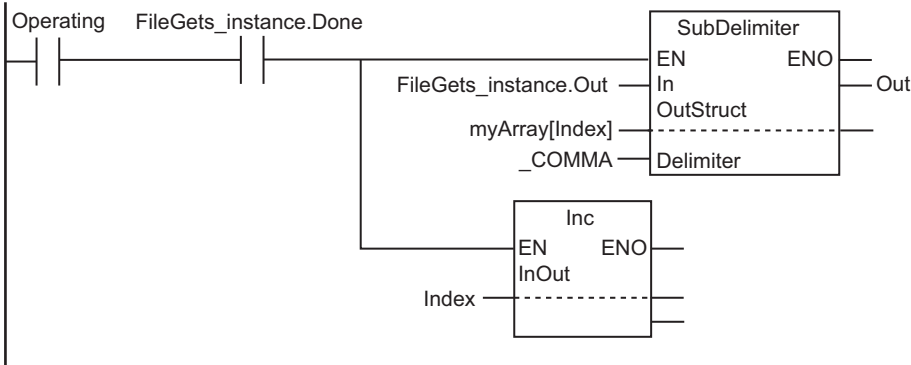 Operating FileGets_instance.Done
SubDelimiter
EN ENO
FileGets_instance.Out In Out
OutStruct
myArray[Index]
_COMMA Delimiter
Inc
EN ENO
InOut
Index